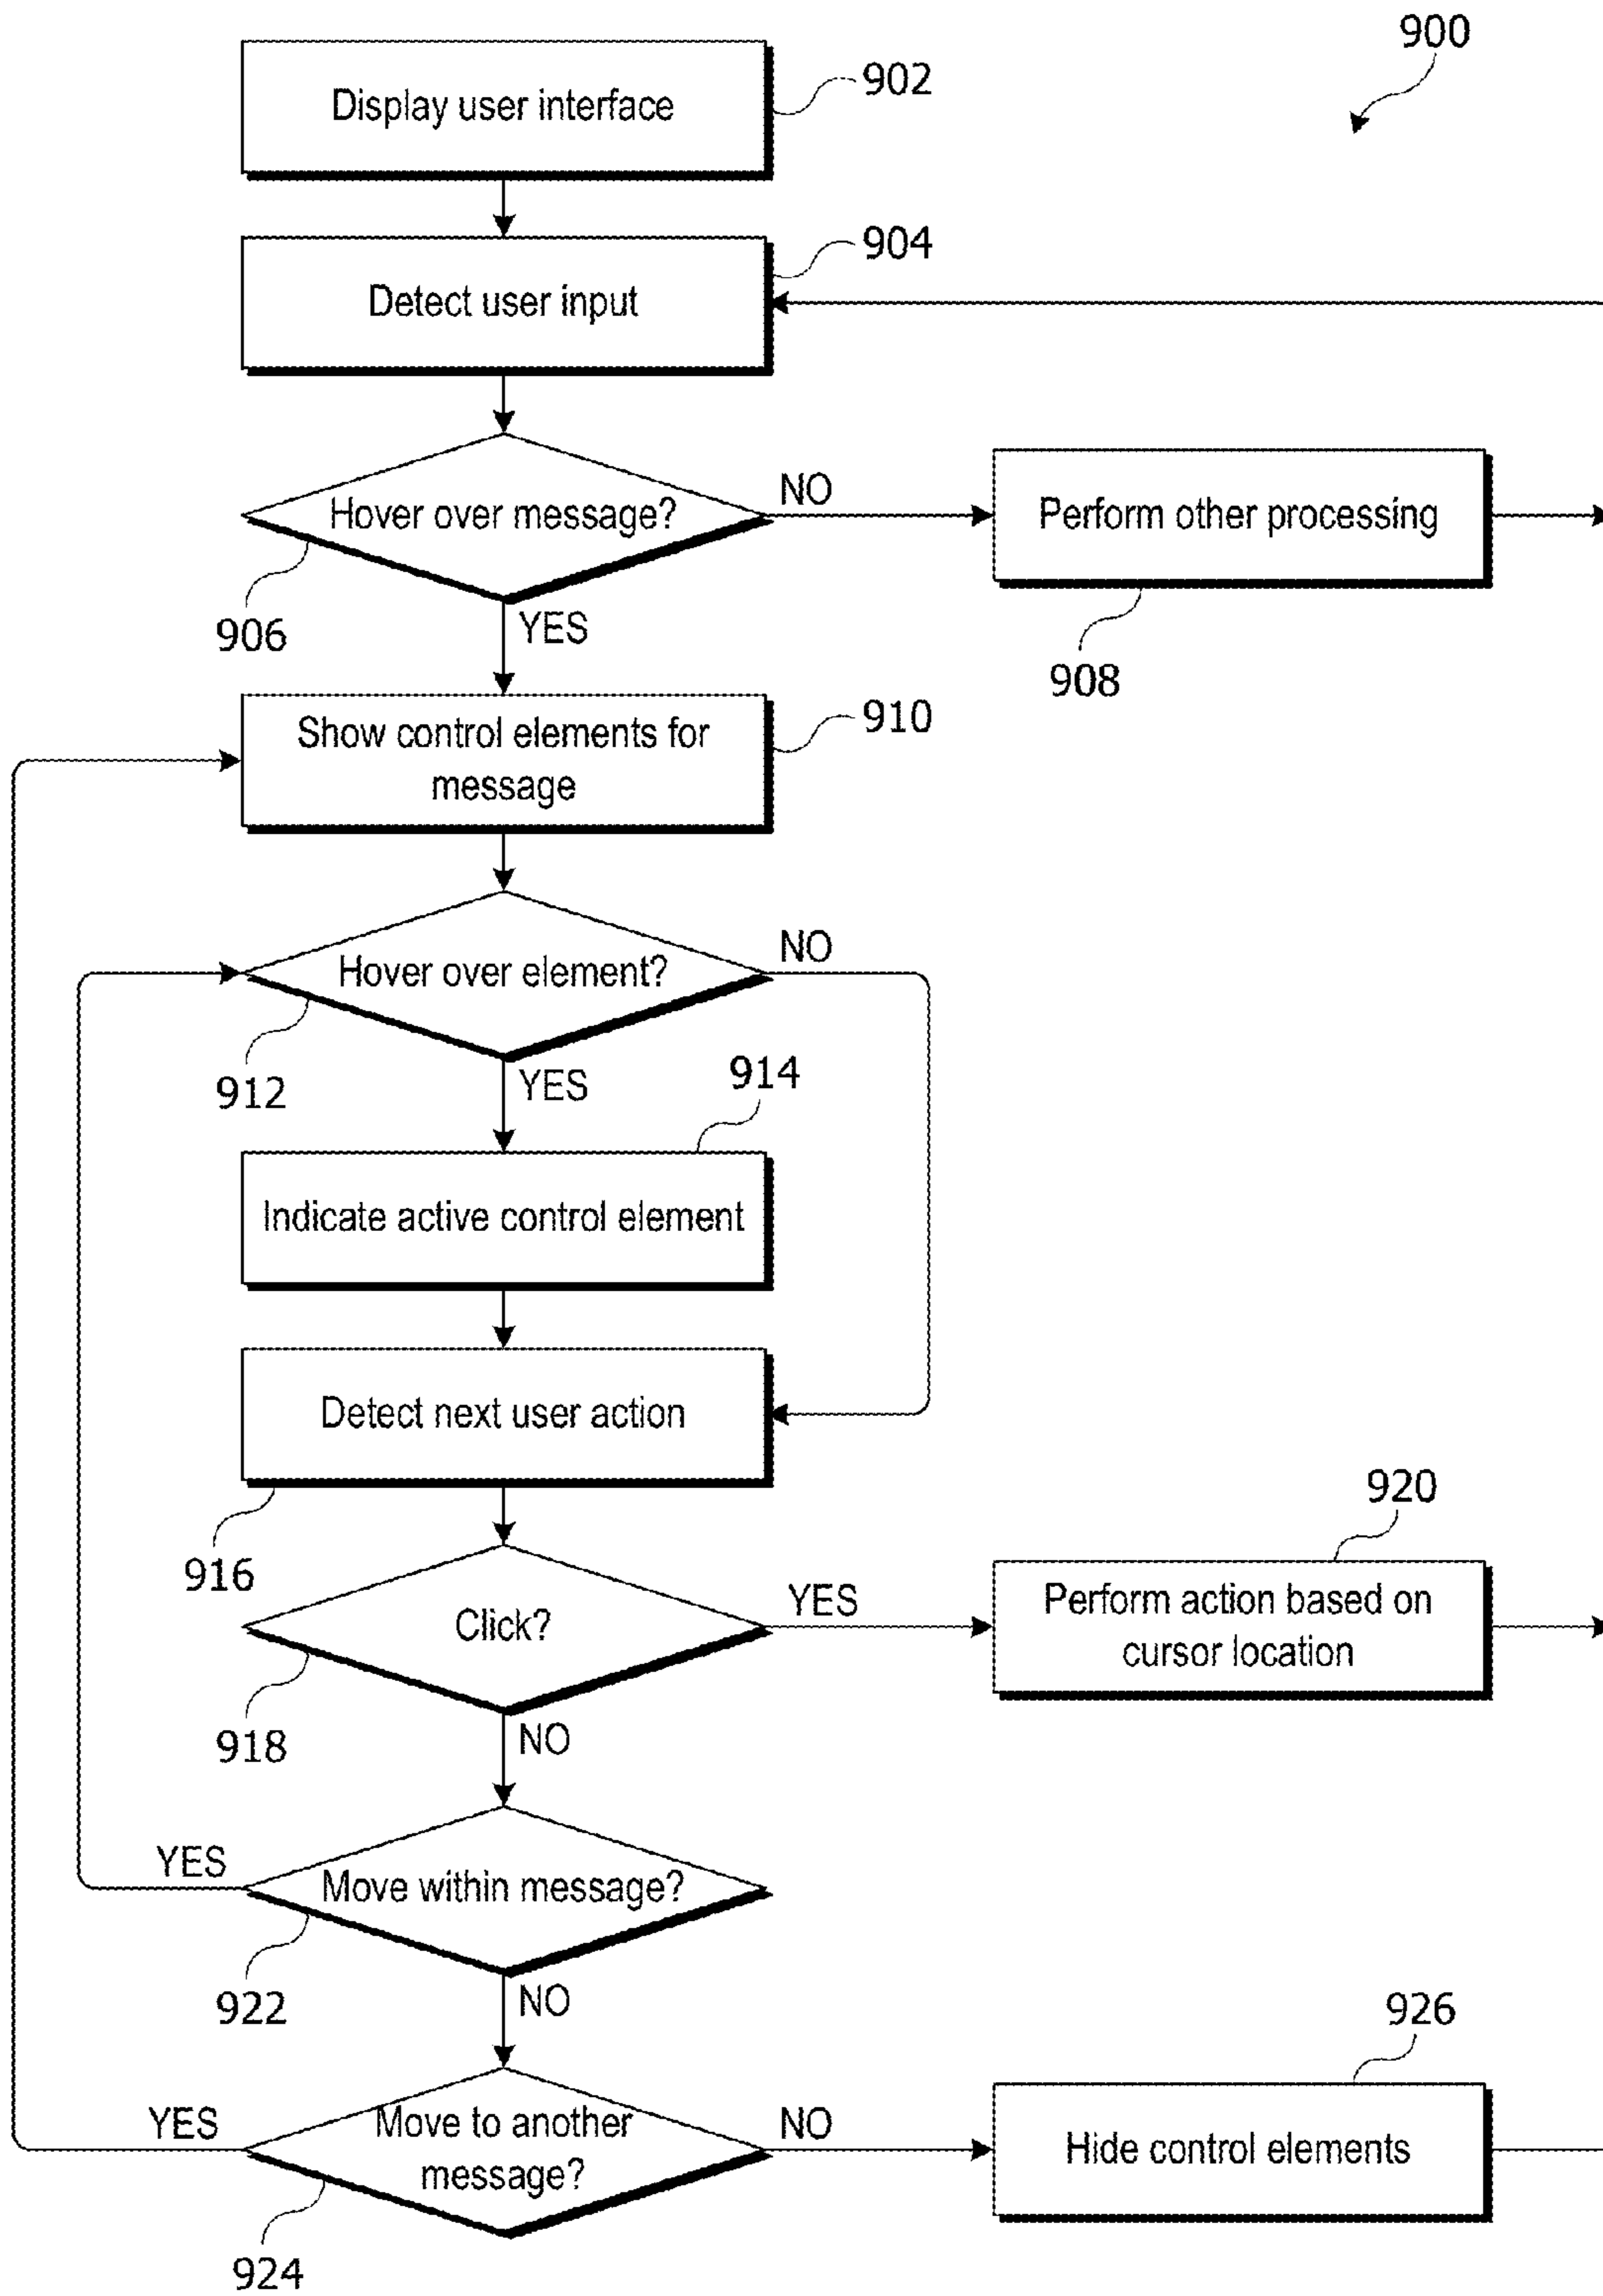 900
Display user interface
902
Detect user input
904
Hover over message?
906
NO
Perform other processing
908
YES
Show control elements for
message
910
Hover over element?
912
NO
YES
914
Indicate active control element
Detect next user action
916
Click?
918
YES
920
Perform action based on
cursor location
NO
Move within message?
YES
922
NO
Move to another
message?
YES
924
NO
926
Hide control elements